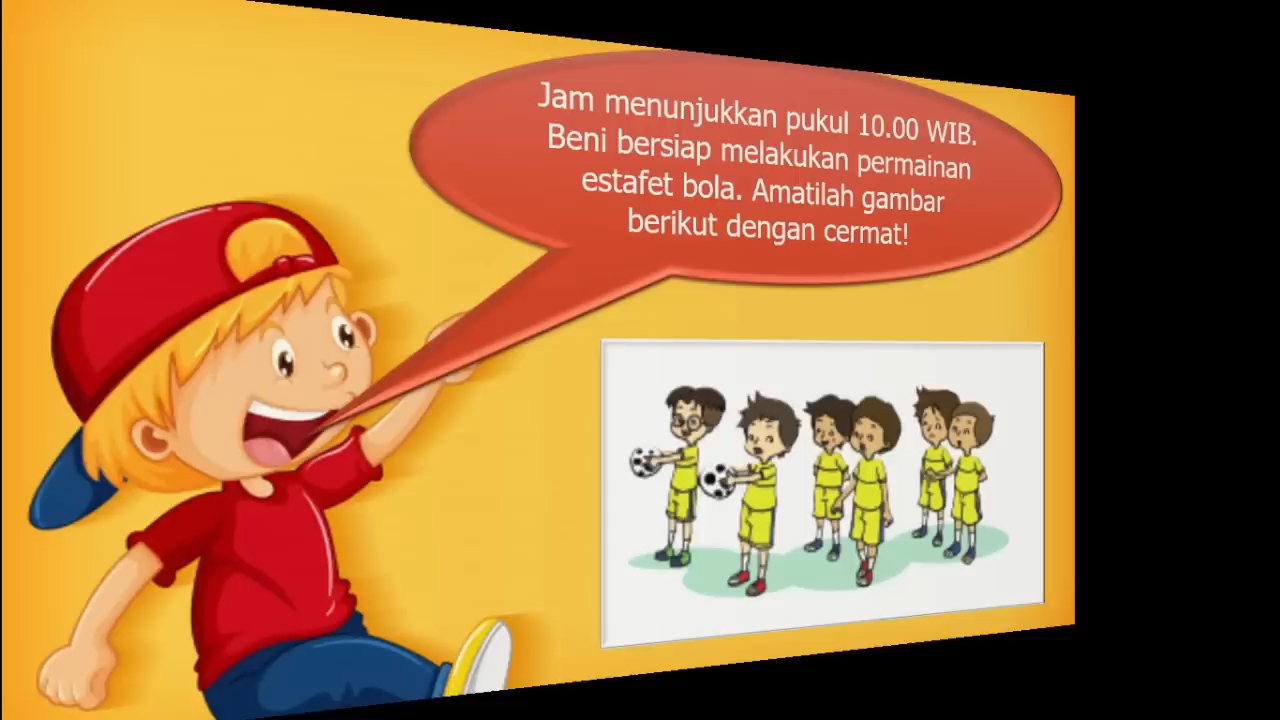 Jam menunjukkan pukul 10.00 WIB.
Beni bersiap melakukan permainan
estafet bola. Amatilah gambar
berikut dengan cermat!